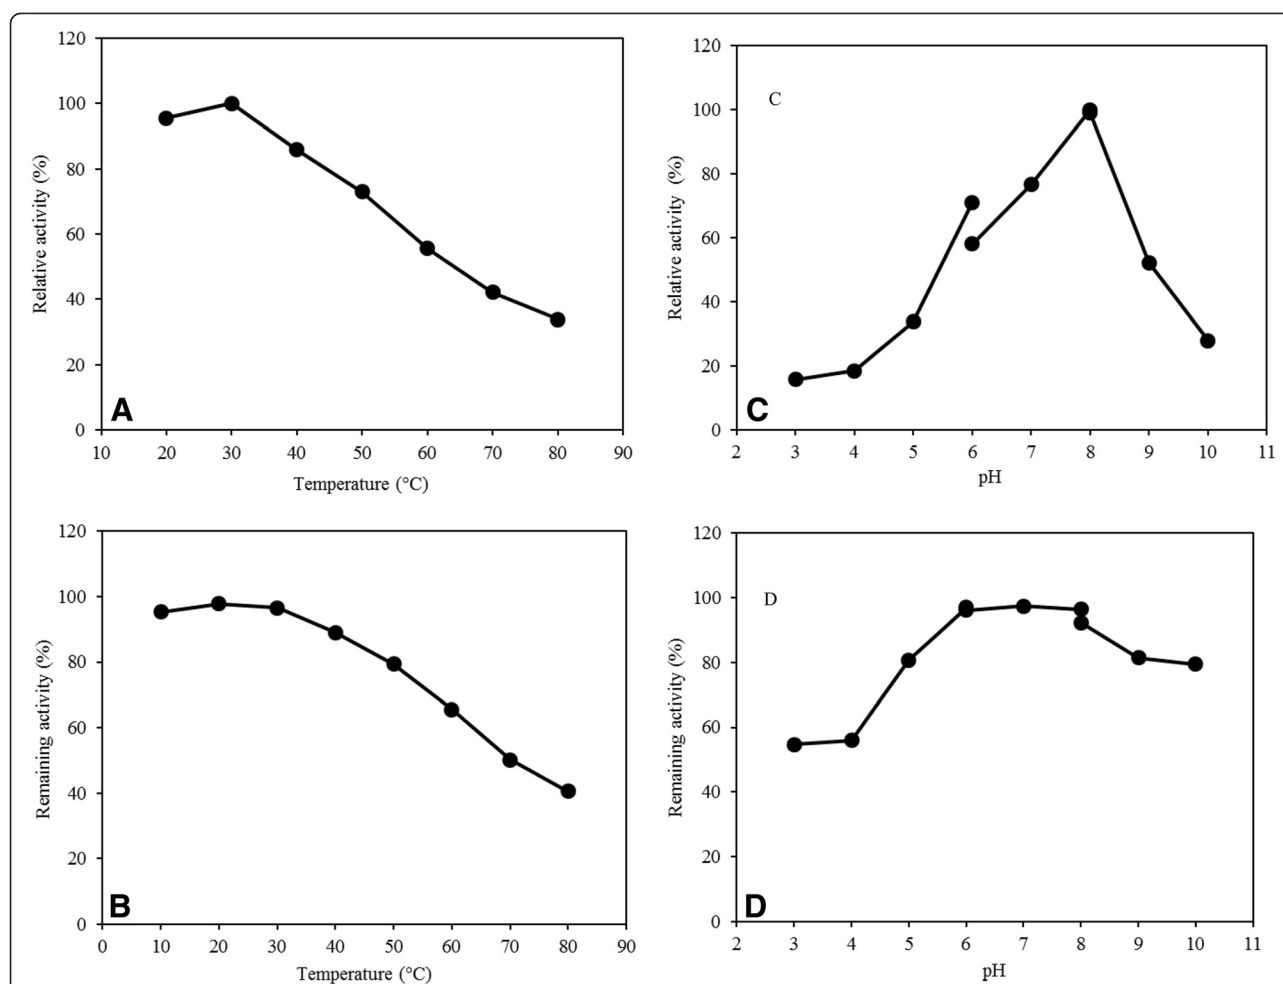 120
100
80
60
40
20
0
Relative activity (%)
A
10 20 30 40 50 60 70 80 90
Temperature (°C)
120
100
80
60
40
20
0
Relative activity (%)
C
C
2 3 4 5 6 7 8 9 10 11
pH
120
100
80
60
40
20
0
Remaining activity (%)
B
0 10 20 30 40 50 60 70 80 90
Temperature (°C)
120
100
80
60
40
20
0
Remaining activity (%)
D
D
2 3 4 5 6 7 8 9 10 11
pH